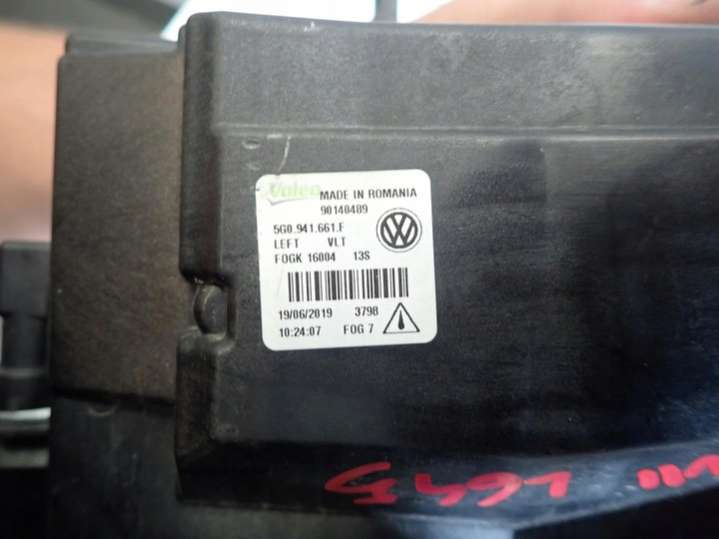 Valeo MADE IN ROMANIA
90140489
5G0.941.661.F
LEFT VLT
FOGK 16004 13S
19/06/2019 3798
10:24:07 FOG 7